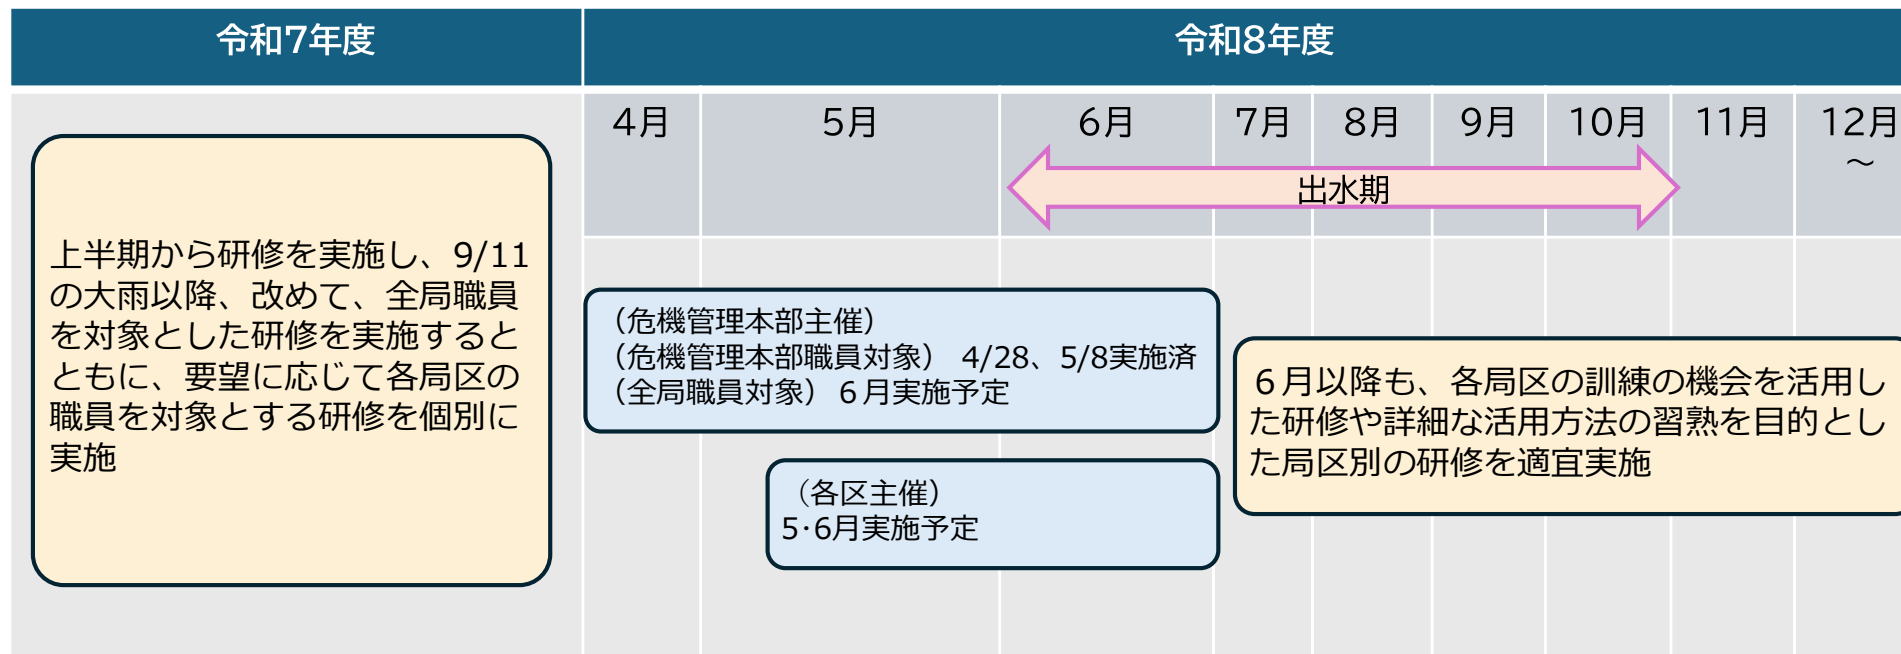 令和7年度
令和8年度
4月
5月
6月
7月
8月
9月
10月
11月
12月
～
出水期
上半期から研修を実施し、9/11
の大雨以降、改めて、全局職員
を対象とした研修を実施すると
ともに、要望に応じて各局区の
職員を対象とする研修を個別に
実施
（危機管理本部主催）
（危機管理本部職員対象） 4/28、5/8実施済
（全局職員対象）６月実施予定
（各区主催）
5･6月実施予定
６月以降も、各局区の訓練の機会を活用し
た研修や詳細な活用方法の習熟を目的とし
た局区別の研修を適宜実施